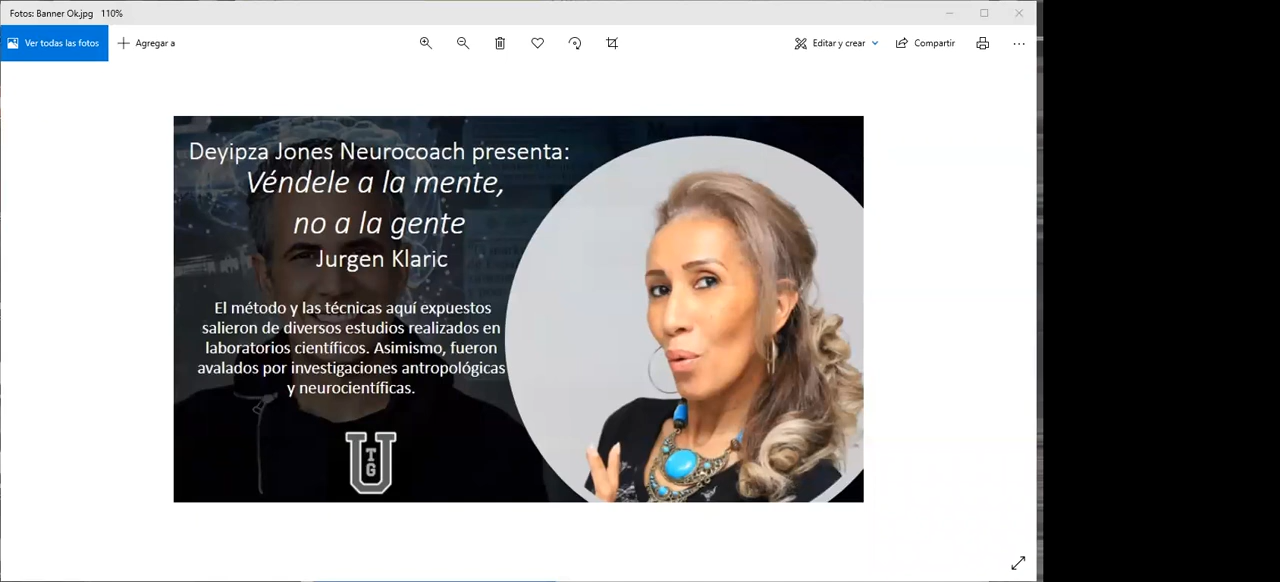 Fotos: Banner Ok.jpg 110%
Ver todas las fotos
Agregar a
Editar y crear
Compartir
Deyipza Jones Neurocoach presenta:
Véndele a la mente,
no a la gente
Jurgen Klaric
El método y las técnicas aquí expuestos
salieron de diversos estudios realizados en
laboratorios científicos. Asimismo, fueron
avalados por investigaciones antropológicas
y neurocientíficas.
U
TG